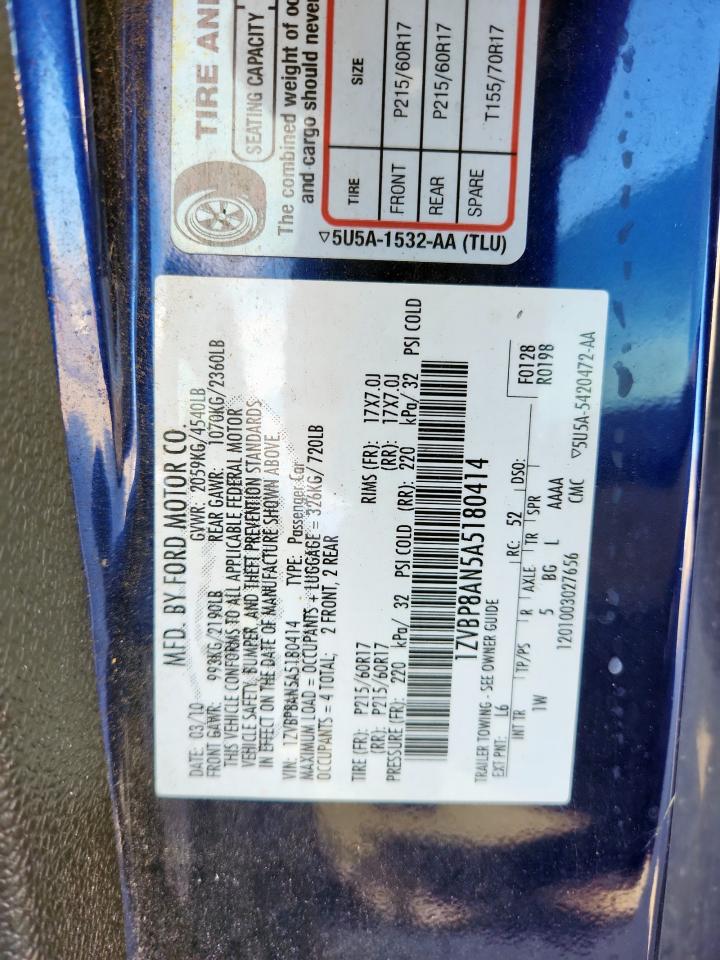 TIRE AN
SEATING CAPACITY
The combined weight of oc
and cargo should never
TIRE SIZE
FRONT P215/60R17
REAR P215/60R17
SPARE T155/70R17
▽5U5A-1532-AA (TLU)
MFD. BY FORD MOTOR CO.
DATE: 03/10 GVWR: 2059KG/4540LB
FRONT GAWR: 993KG/2190LB REAR GAWR: 1070KG/2360LB
THIS VEHICLE CONFORMS TO ALL APPLICABLE FEDERAL MOTOR
VEHICLE SAFETY, BUMPER, AND THEFT PREVENTION STANDARDS
IN EFFECT ON THE DATE OF MANUFACTURE SHOWN ABOVE
VIN: 1ZVBP8AN5A5180414 TYPE: Passenger Car
MAXIMUM LOAD = OCCUPANTS + LUGGAGE = 326KG/720LB
OCCUPANTS = 4 TOTAL; 2 FRONT, 2 REAR
TIRE (FR): P215/60R17 RIMS (FR): 17X7.0J
(RR): P215/60R17 (RR): 17X7.0J
PRESSURE (FR): 220 kPa/ 32 PSI COLD (RR): 220 kPa/ 32 PSI COLD
1ZVBP8AN5A5180414
TRAILER TOWING - SEE OWNER GUIDE
EXT PNT: L6 RC: 52 DSO: F0128
R0198
INT TR TP/PS R AXLE TR SPR
1W 5 BG L AAAA
1201003027656 CMC ▽5U5A-5420472-AA